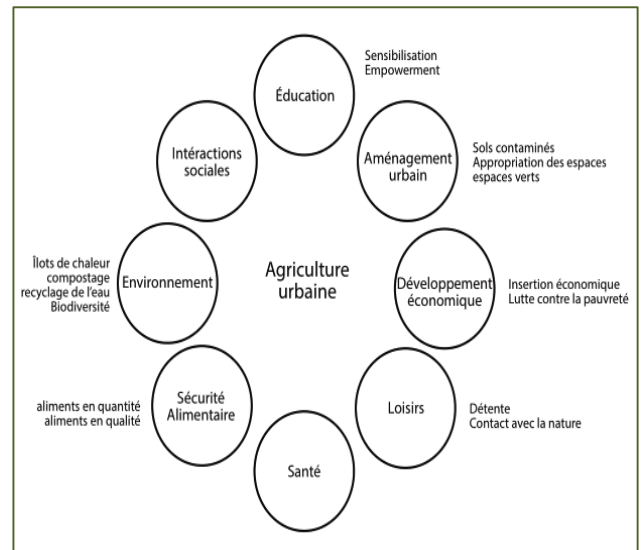 Éducation
Sensibilisation
Empowerment
Aménagement
urbain
Sols contaminés
Appropriation des espaces
espaces verts
Développement
économique
Insertion économique
Lutte contre la pauvreté
Loisirs
Détente
Contact avec la nature
Santé
Sécurité
Alimentaire
aliments en quantité
aliments en qualité
Environnement
Îlots de chaleur
compostage
recyclage de l'eau
Biodiversité
Intéractions
sociales
Agriculture
urbaine